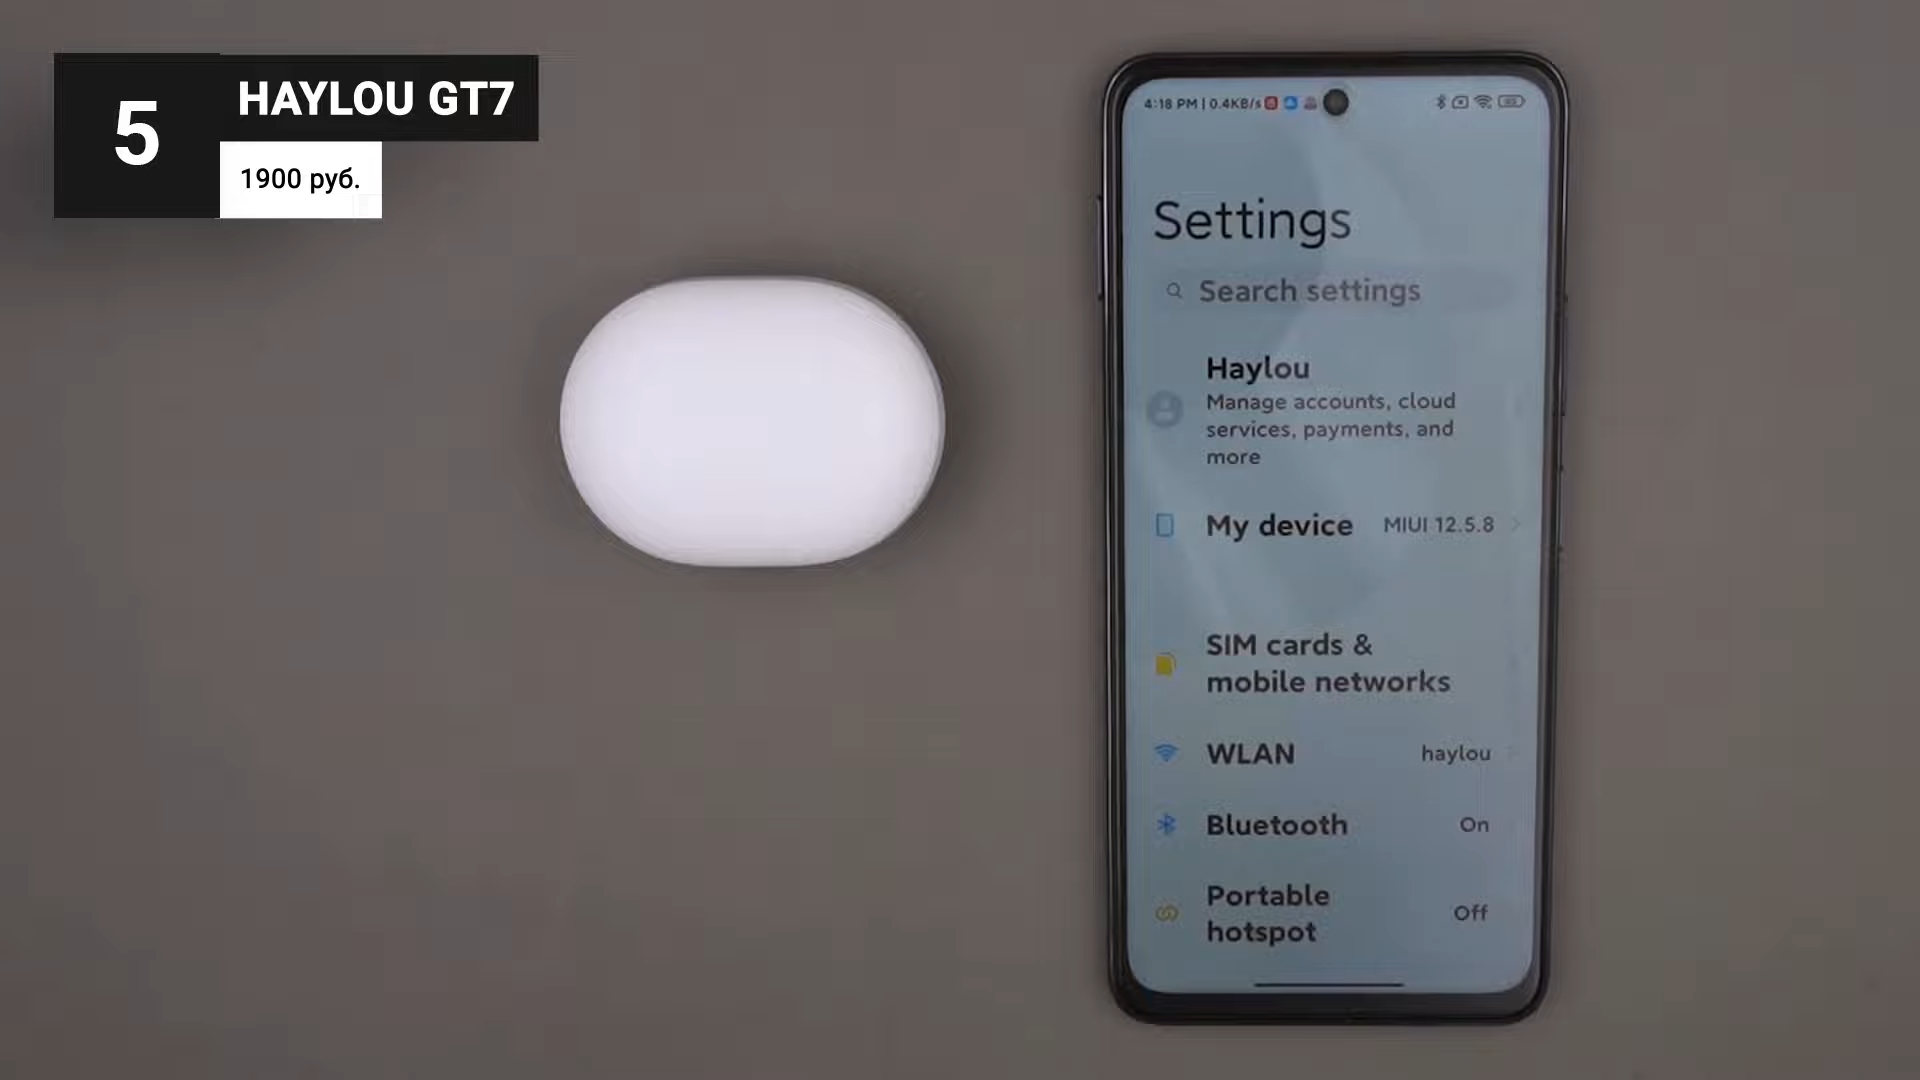 5
HAYLOU GT7
1900 руб.
4:18 PM | 0.4KB/s
Settings
Search settings
Haylou
Manage accounts, cloud
services, payments, and
more
My device MIUI 12.5.8
SIM cards &
mobile networks
WLAN haylou
Bluetooth On
Portable
hotspot Off